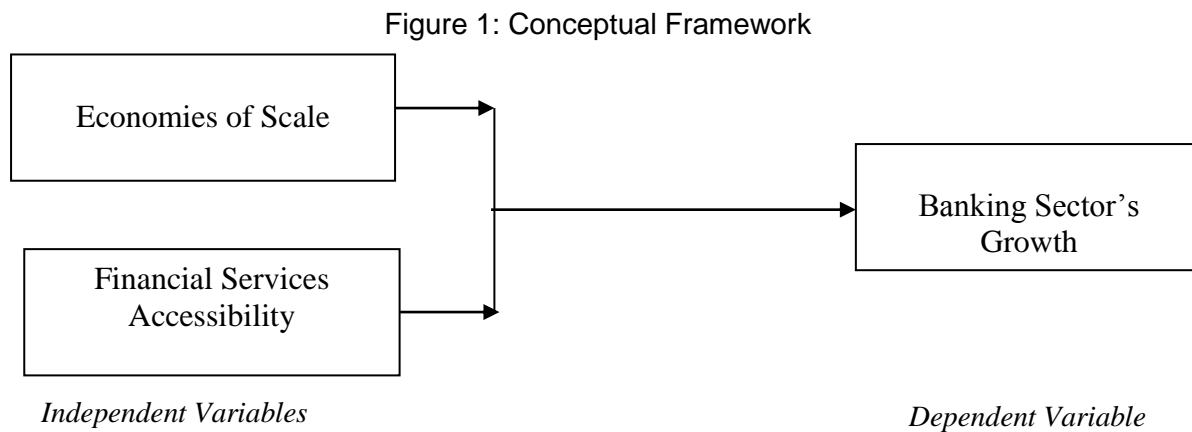 Figure 1: Conceptual Framework
Economies of Scale
Financial Services
Accessibility
Banking Sector’s
Growth
Independent Variables
Dependent Variable